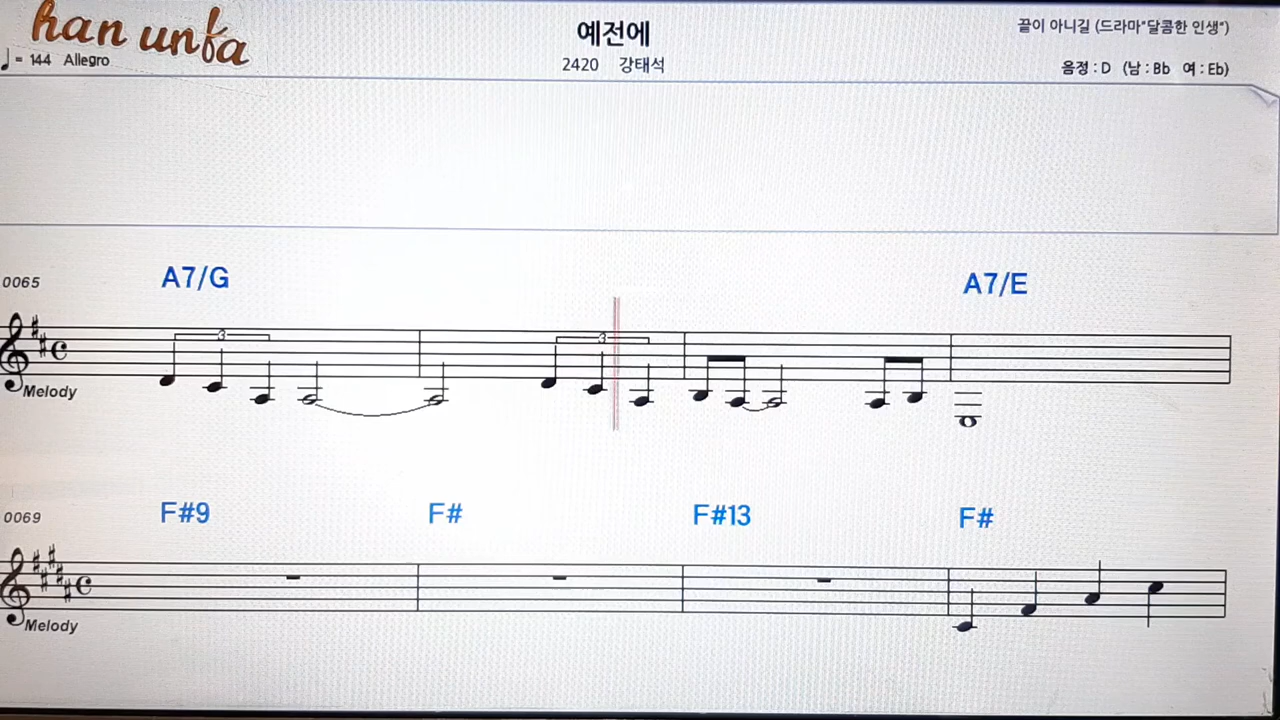 han unfa
♩= 144 Allegro
예전에
2420 강태석
끝이 아니길 (드라마"달콤한 인생")
음정 : D (남 : Bb 여 : Eb)
0065
A7/G
A7/E
3
3
Melody
0069
F#9
F#
F#13
F#
Melody